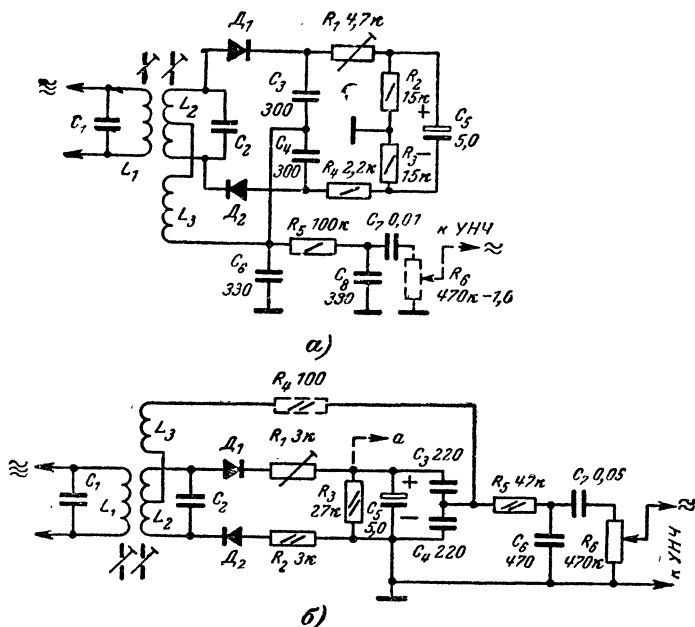 Д₁
R₁ 4,7к
C₃
300
R₂
15к
C₁
L₂
C₂
+
C₅
5,0
C₄
300
R₃
15к
−
L₁
R₄ 2,2к
Д₂
L₃
R₅ 100к
C₇ 0,01
к УНЧ
≈
C₆
330
C₈
330
R₆
470к-1,0
а)
R₄ 100
L₃
Д₁
R₁ 3к
а
C₃ 220
C₁
L₁
L₂
C₂
R₃
27к
+
C₅
5,0
−
R₅ 47к
C₇ 0,05
≈
Д₂
R₂ 3к
C₄ 220
C₆
470
R₆
470к
к УНЧ
б)